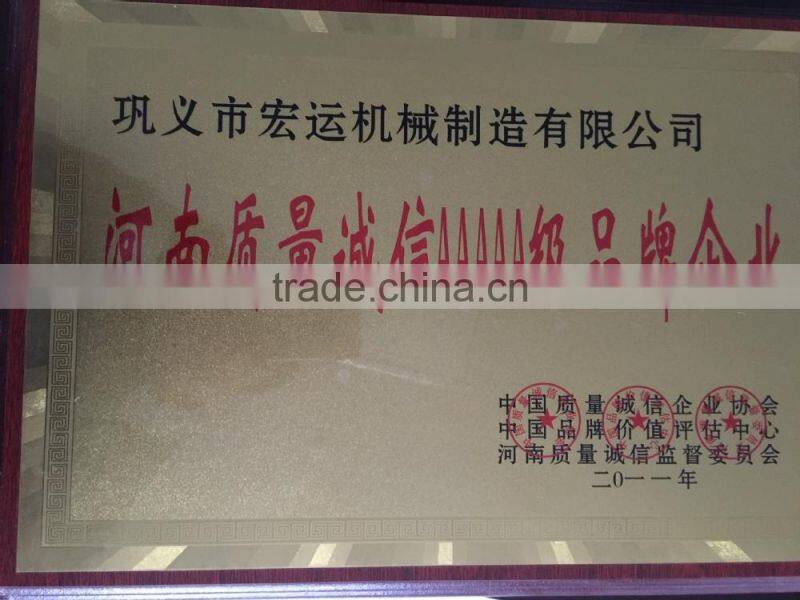 巩义市宏运机械制造有限公司
河南质量诚信AAAAA级品牌企业
trade.china.cn
中国质量诚信企业协会
中国品牌价值评估中心
河南质量诚信监督委员会
二〇一一年